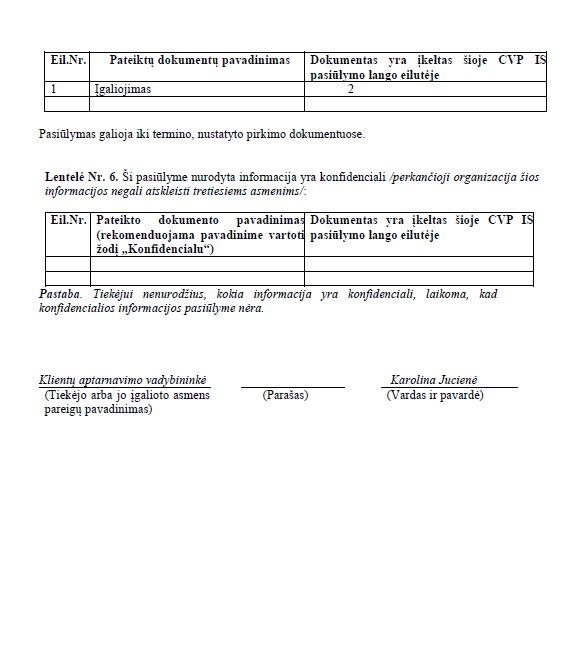 Eil.Nr. Pateiktų dokumentų pavadinimas Dokumentas yra įkeltas šioje CVP IS
pasiūlymo lango eilutėje
1 Įgaliojimas 2
Pasiūlymas galioja iki termino, nustatyto pirkimo dokumentuose.
Lentelė Nr. 6. Ši pasiūlyme nurodyta informacija yra konfidenciali /perkančioji organizacija šios
informacijos negali atskleisti tretiesiems asmenims/:
Eil.Nr. Pateikto dokumento pavadinimas Dokumentas yra įkeltas šioje CVP IS
(rekomenduojama pavadinime vartoti pasiūlymo lango eilutėje
žodį „Konfidencialu“)
Pastaba. Tiekėjui nenurodžius, kokia informacija yra konfidenciali, laikoma, kad
konfidencialios informacijos pasiūlyme nėra.
Klientų aptarnavimo vadybininkė Karolina Jucienė
(Tiekėjo arba jo įgalioto asmens (Parašas) (Vardas ir pavardė)
pareigų pavadinimas)